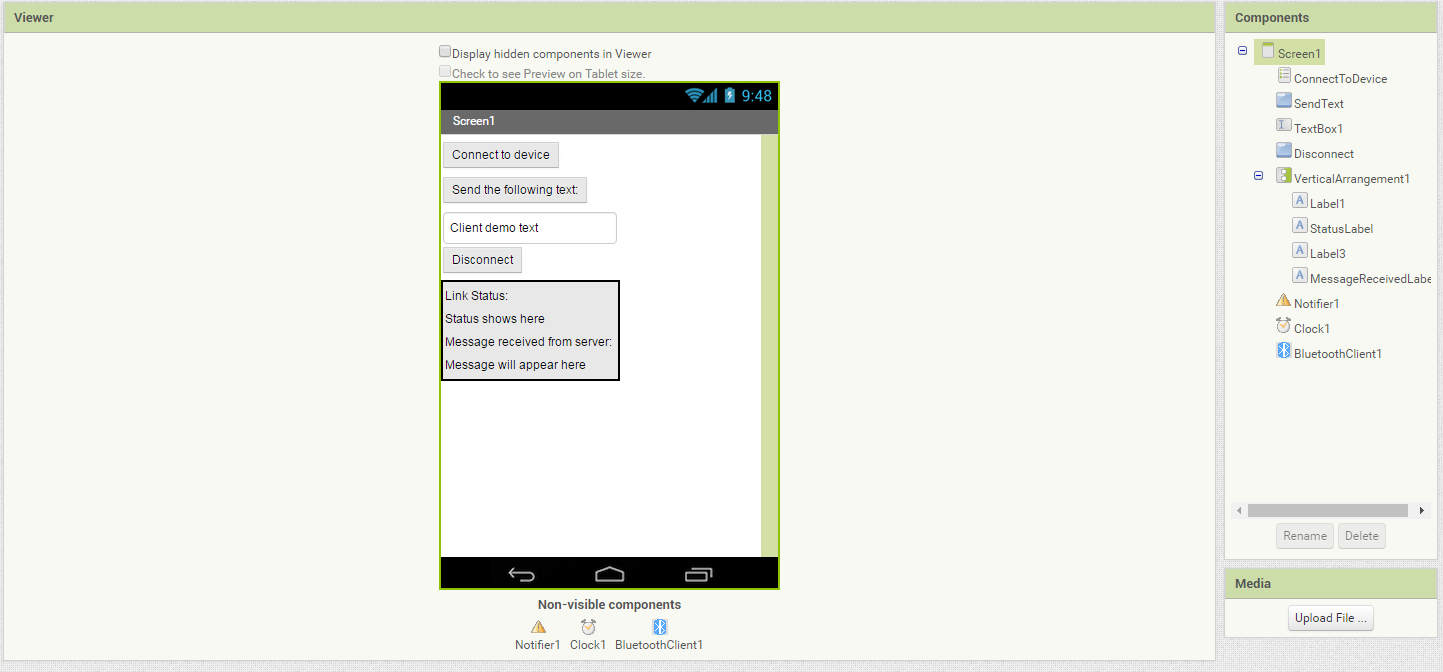 Viewer
Display hidden components in Viewer
Check to see Preview on Tablet size.
9:48
Screen1
Connect to device
Send the following text:
Client demo text
Disconnect
Link Status:
Status shows here
Message received from server:
Message will appear here
Non-visible components
Notifier1 Clock1 BluetoothClient1
Components
Screen1
ConnectToDevice
SendText
TextBox1
Disconnect
VerticalArrangement1
Label1
StatusLabel
Label3
MessageReceivedLabe
Notifier1
Clock1
BluetoothClient1
Rename Delete
Media
Upload File ...